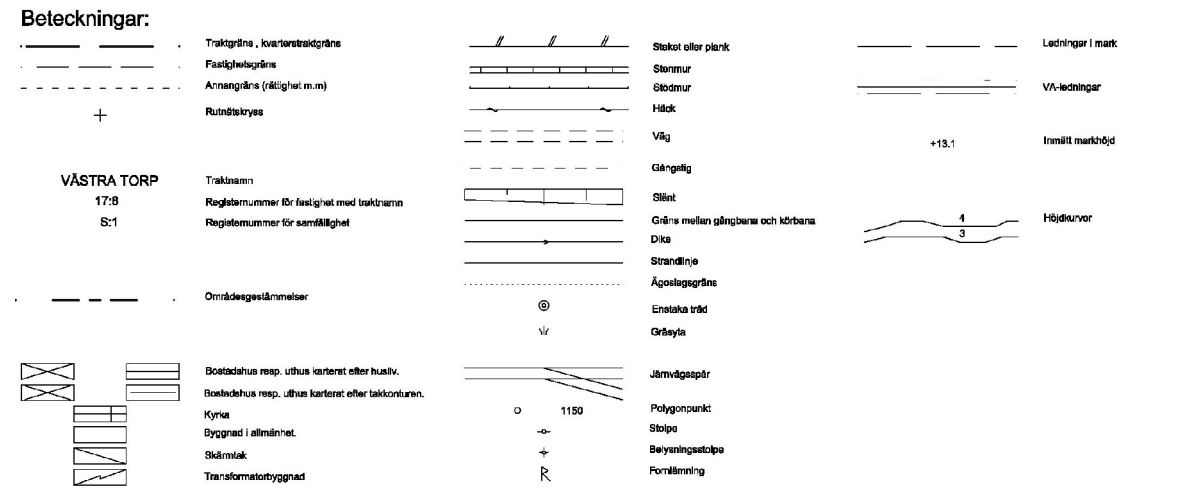 Beteckningar:
Traktgräns , kvarterstraktgräns
Fastighetsgräns
Annangräns (rättighet m.m)
Rutnätskryss
VÄSTRA TORP
Traktnamn
17:8
Registernummer för fastighet med traktnamn
S:1
Registernummer för samfällighet
Områdesgestämmelser
Bostadshus resp. uthus karterat efter husliv.
Bostadshus resp. uthus karterat efter takkonturen.
Kyrka
Byggnad i allmänhet.
Skärmtak
Transformatorbyggnad
Staket eller plank
Stenmur
Stödmur
Häck
Väg
Gångstig
Slänt
Gräns mellan gångbana och körbana
Dike
Strandlinje
Ägoslagsgräns
Enstaka träd
Gräsyta
Järnvägsspår
1150
Polygonpunkt
Stolpe
Belysningsstolpe
R
Fornlämning
Ledningar i mark
VA-ledningar
+13.1
Inmätt markhöjd
4
3
Höjdkurvor